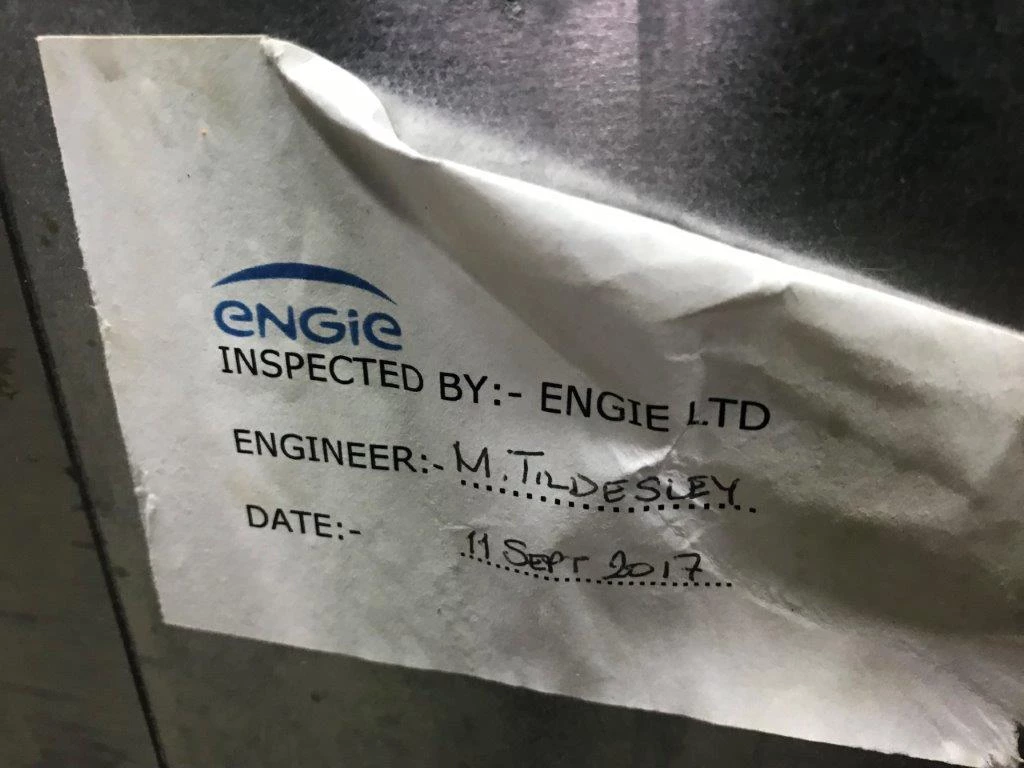 ENGIE
INSPECTED BY:- ENGIE LTD
ENGINEER:- M. TILDESLEY
DATE:- 11 SEPT 2017